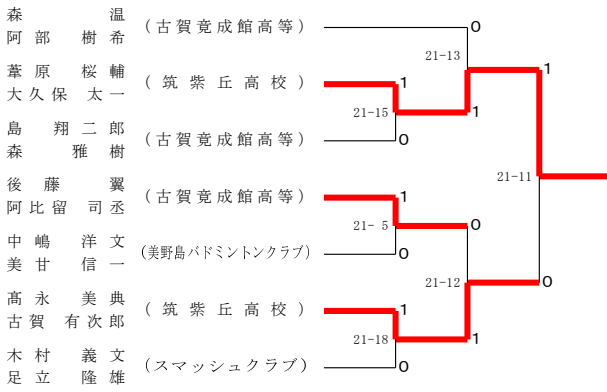 森 温
阿部 樹希
(古賀竟成館高等)
0
21-13
1
葦原 桜輔
大久保 太一
(筑紫丘高校)
1
21-15
1
島 翔二郎
森 雅樹
(古賀竟成館高等)
0
21-11
後藤 翼
阿比留 司丞
(古賀竟成館高等)
1
21- 5
0
中嶋 洋文
美甘 信一
(美野島バドミントンクラブ)
0
21-12
0
髙永 美典
古賀 有次郎
(筑紫丘高校)
1
21-18
1
木村 義文
足立 隆雄
(スマッシュクラブ)
0